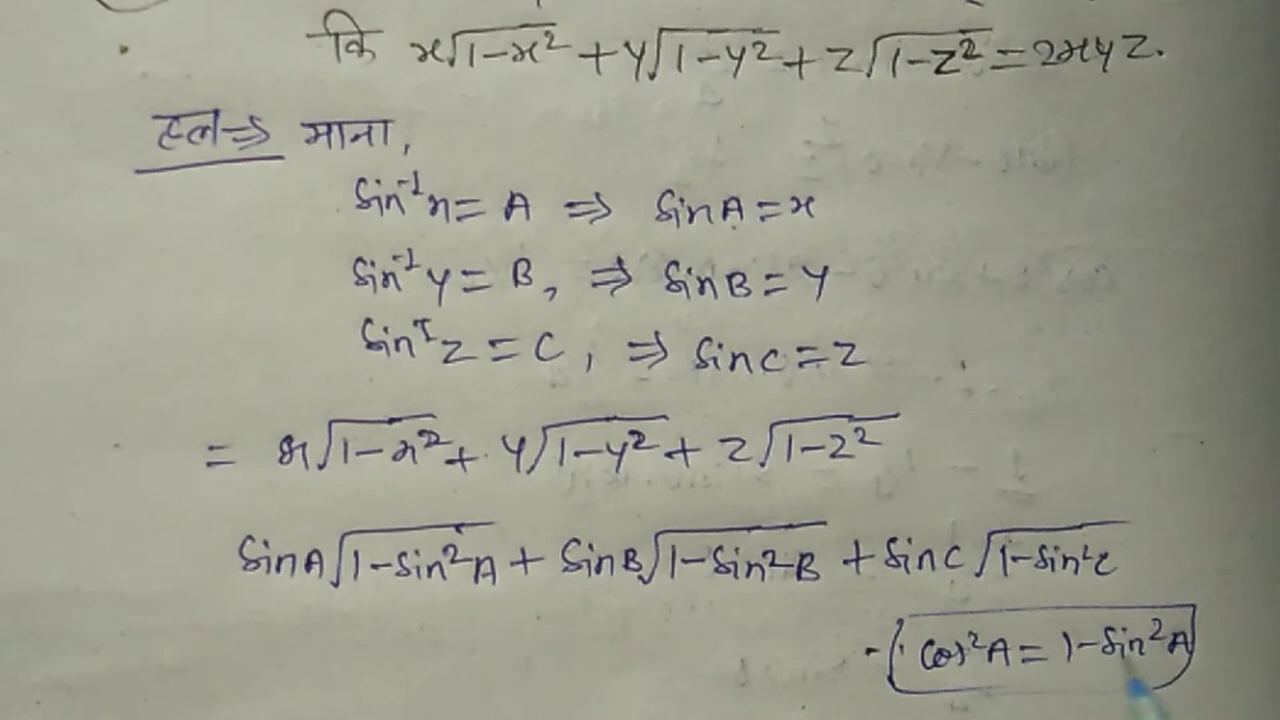 कि x√1-x² + y√1-y² + z√1-z² = 2xyz.
हल⇒ माना,
Sin⁻¹x = A ⇒ SinA = x
Sin⁻¹y = B, ⇒ SinB = y
Sin⁻¹z = C, ⇒ Sinc = z
= x√1-x² + y√1-y² + z√1-z²
SinA√1-Sin²A + SinB√1-Sin²B + Sinc√1-Sin²c
-(∵ Cos²A = 1-Sin²A)